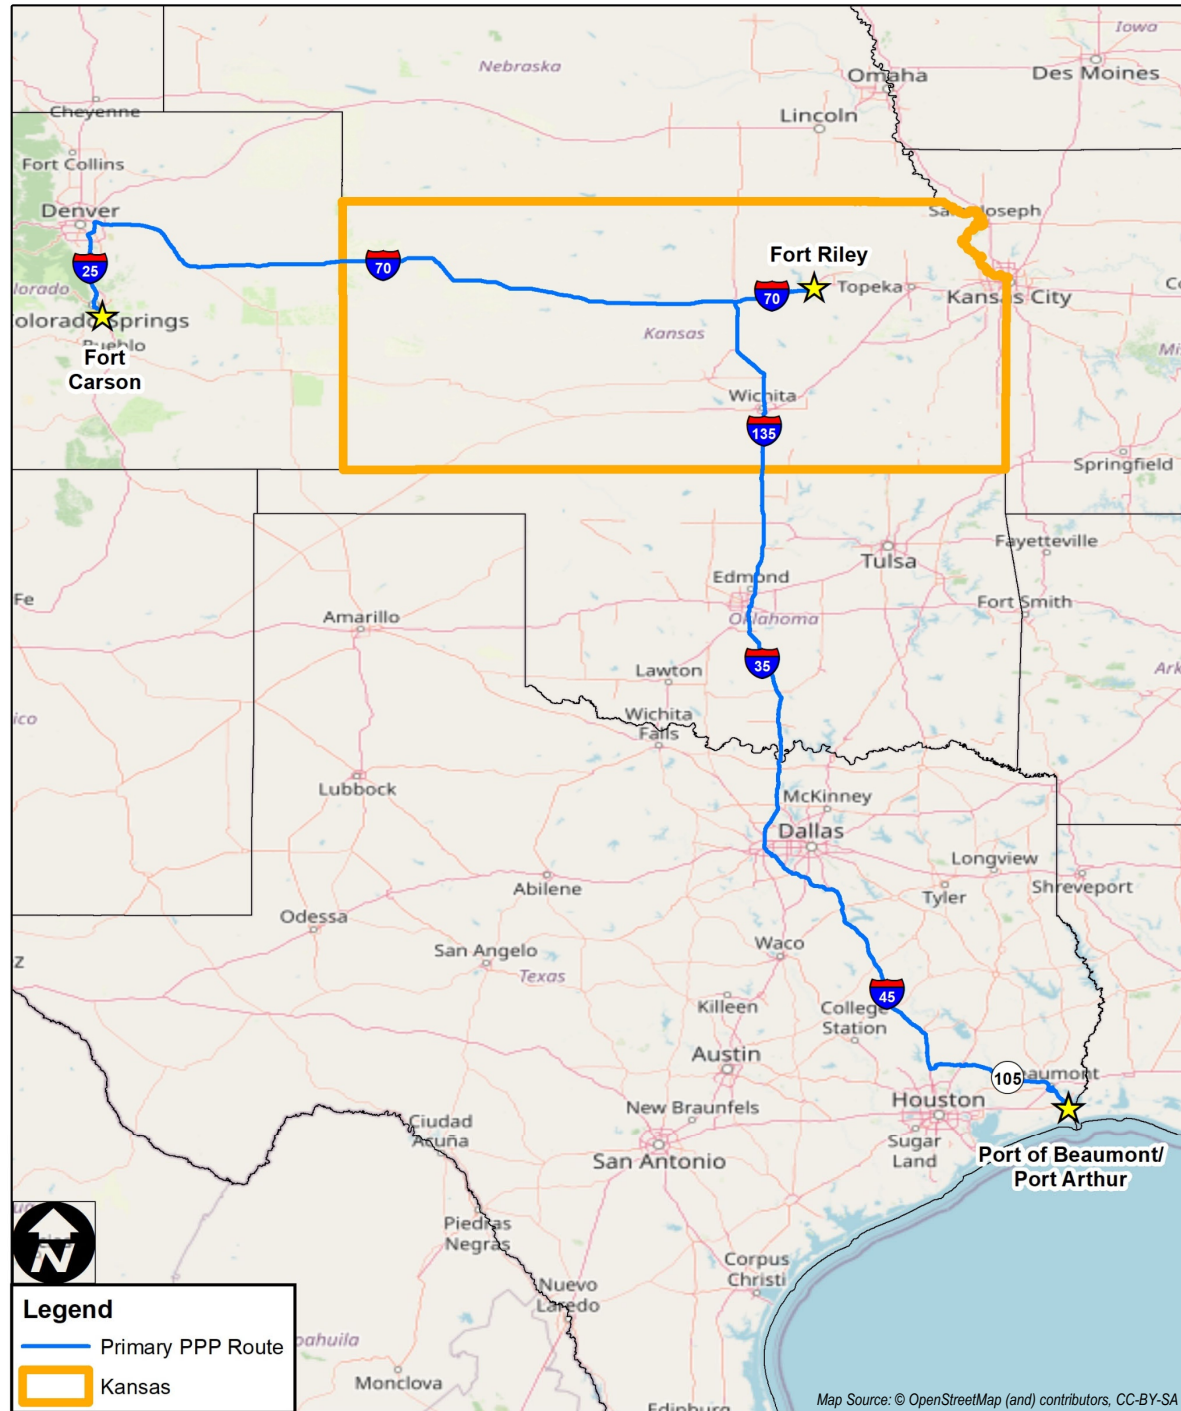 Iowa
Nebraska
Omaha
Des Moines
Cheyenne
Lincoln
Fort Collins
Denver
Joseph
Fort Riley
25
70
70
Topeka
Kansas City
olorado Springs
Kansas
Pueblo
Fort
Carson
Wichita
135
Springfield
Fayetteville
Tulsa
Edmond
Fe
Fort Smith
Amarillo
Oklahoma
35
Lawton
Ark
Wichita
Falls
ico
Lubbock
McKinney
Dallas
Longview
Abilene
Tyler
Shreveport
Odessa
Waco
San Angelo
Texas
z
45
Killeen
College
Station
Austin
105
aumont
Houston
New Braunfels
Ciudad
Acuña
Sugar
Land
San Antonio
Port of Beaumont/
Port Arthur
Piedras
Negras
N
Corpus
Christi
Nuevo
Laredo
Legend
Primary PPP Route
Kansas
oahuila
Monclova
Edinburg
Map Source: © OpenStreetMap (and) contributors, CC-BY-SA